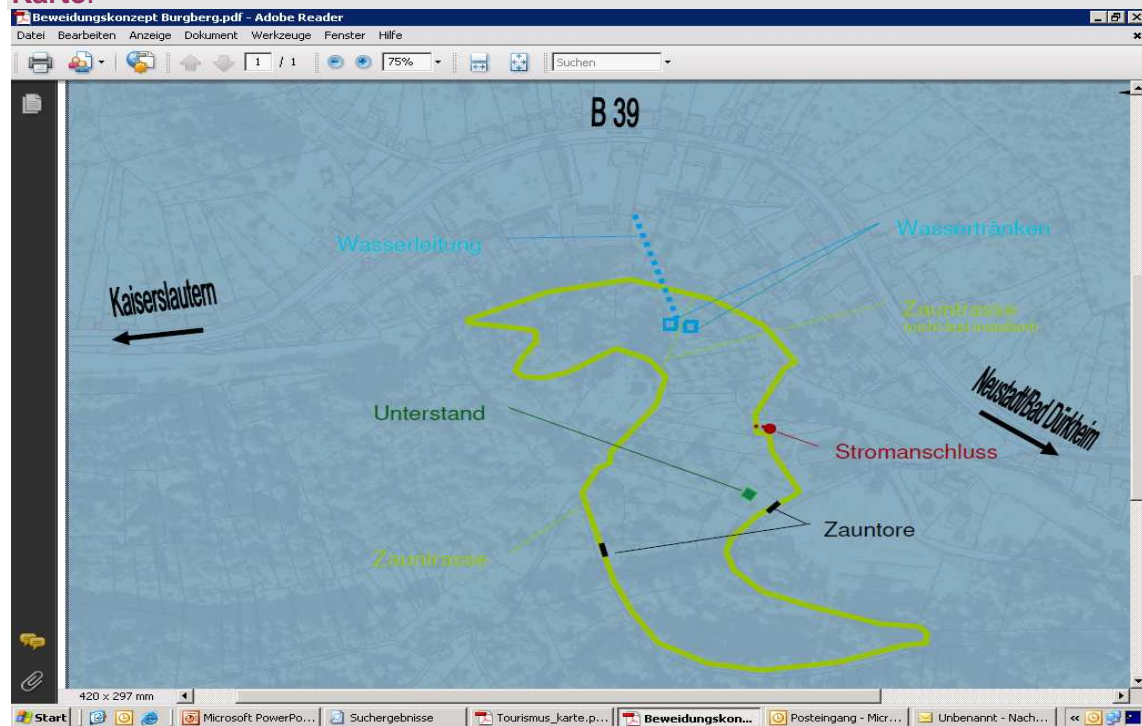 Karte:
Beweidungskonzept Burgberg.pdf - Adobe Reader
Datei Bearbeiten Anzeige Dokument Werkzeuge Fenster Hilfe
1 / 1 75% Suchen
B 39
Wasserleitung
Wassertränken
Kaiserslautern
Zauntrasse
Neustadt/Bad Dürkheim
Unterstand
Stromanschluss
Zauntore
Zauntrasse
420 x 297 mm
Start Microsoft PowerPo... Suchergebnisse Tourismus_karte.p... Beweidungskon... Posteingang - Micr... Unbenannt - Nach...